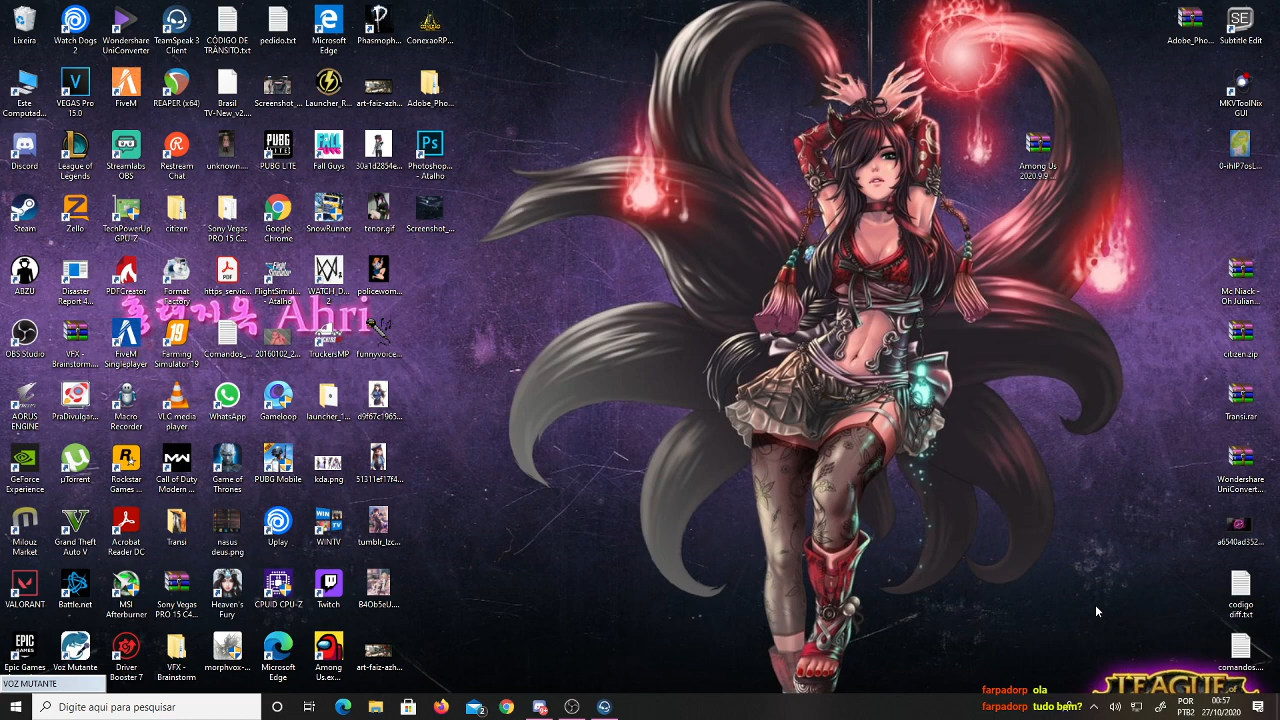 Lixeira
Watch Dogs 2
Wondershare UniConverter
TeamSpeak 3 Client
CÓDIGO DE TRÂNSITO.txt
pedido.txt
Microsoft Edge
Phasmoph...
ConexaoRP...
Adobe_Pho...
SE
Subtitle Edit
Este Computad...
VEGAS Pro 15.0
FiveM
REAPER (x64)
Brasil TV-New_v2...
Screenshot_...
Launcher_R...
art-faiz-azh...
Adobe_Pho...
MKVToolNix GUI
Discord
League of Legends
Streamlabs OBS
Restream Chat
unknown....
PUBG LITE
Fall Guys
30a1d2854e...
Photoshop... - Atalho
Among Us 2020.9.9....
0-iHlP7osL...
Steam
Zello
TechPowerUp GPU-Z
citizen
Sony Vegas PRO 15 C...
Google Chrome
SnowRunner
tenor.gif
Screenshot_...
ABZU
Disaster Report 4...
PDFCreator
Format Factory
https_servic...
FlightSimul... - Atalho
WATCH_D... 2
policewom...
Mc Niack - Oh Julian...
Ahri
OBS Studio
VFX - Brainstorm....
FiveM Singleplayer
Farming Simulator 19
Comandos_...
20160102_2...
TruckersMP
funnyvoice...
citizen.zip
URUS ENGINE
PraDivulgar...
Macro Recorder
VLC media player
WhatsApp
Gameloop
launcher_1...
d9f67c1965...
Transi.rar
GeForce Experience
µTorrent
Rockstar Games ...
Call of Duty Modern ...
Game of Thrones
PUBG Mobile
kda.png
51311ef17f4...
Wondershare UniConvert...
Mouz Market
Grand Theft Auto V
Acrobat Reader DC
Transi
nasus deus.png
Uplay
WiNTV
tumblr_lzc...
a6540ad352...
VALORANT
Battle.net
MSI Afterburner
Sony Vegas PRO 15 C4...
Heaven's Fury
CPUID CPU-Z
Twitch
codigo diff.txt
Epic Games
Voz Mutante
Driver Booster 7
VFX - Brainstorm
morphvox-...
Microsoft Edge
Among
art-faiz-azh...
comandos...
VOZ MUTANTE
farpadorp ola
LEAGUE of
farpadorp tudo bem?
Digite aqui para pesquisar
POR
00:57
27/10/2020